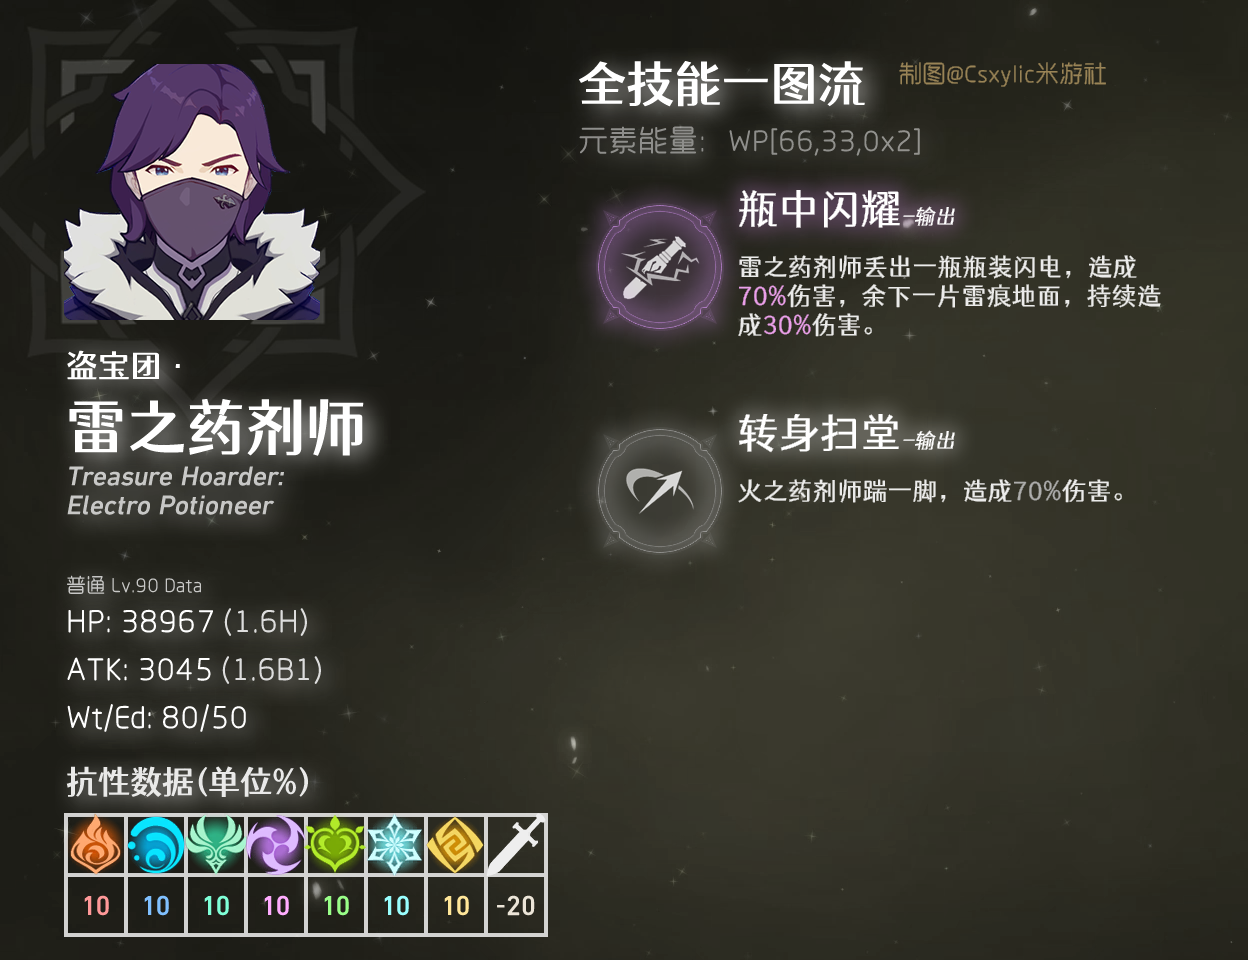 全技能一图流
制图@Csxylic米游社
元素能量: WP[66,33,0x2]
瓶中闪耀-输出
雷之药剂师丢出一瓶瓶装闪电，造成
70%伤害，余下一片雷痕地面，持续造
成30%伤害。
转身扫堂-输出
火之药剂师踹一脚，造成70%伤害。
盗宝团 ·
雷之药剂师
Treasure Hoarder:
Electro Potioneer
普通 Lv.90 Data
HP: 38967 (1.6H)
ATK: 3045 (1.6B1)
Wt/Ed: 80/50
抗性数据(单位%)
10 10 10 10 10 10 10 -20